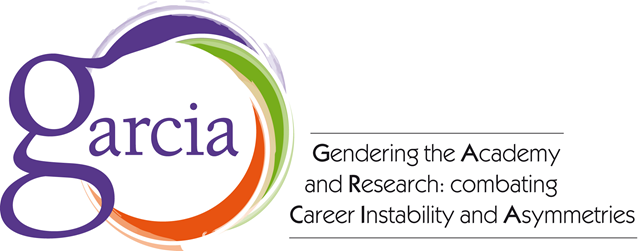 garcia
Gendering the Academy
and Research: combating
Career Instability and Asymmetries